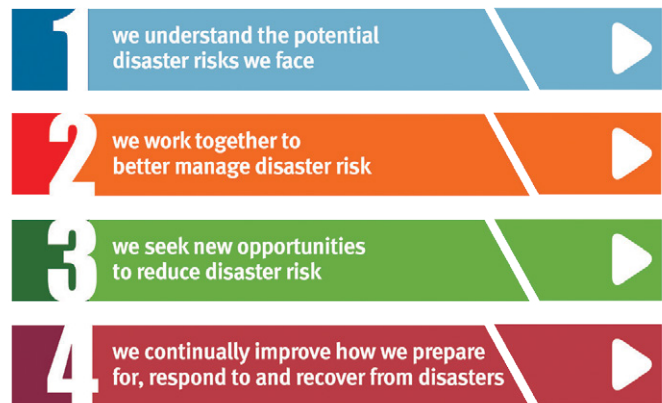 1
we understand the potential
disaster risks we face
2
we work together to
better manage disaster risk
3
we seek new opportunities
to reduce disaster risk
4
we continually improve how we prepare
for, respond to and recover from disasters